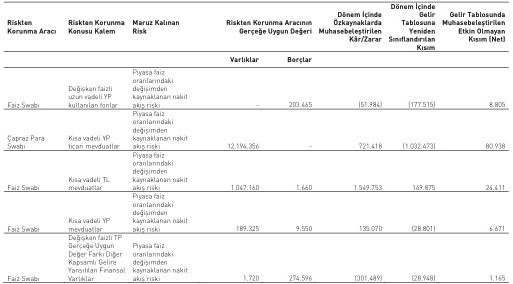 Riskten Korunma Aracı | Riskten Korunma Konusu Kalem | Maruz Kalınan Risk | Riskten Korunma Aracının Gerçeğe Uygun Değeri | Dönem İçinde Özkaynaklarda Muhasebeleştirilen Kâr/Zarar | Dönem İçinde Gelir Tablosuna Yeniden Sınıflandırılan Kısım | Gelir Tablosunda Muhasebeleştirilen Etkin Olmayan Kısım (Net)
Varlıklar | Borçlar
Faiz Swabı | Değişken faizli uzun vadeli YP kullanılan fonlar | Piyasa faiz oranlarındaki değişimden kaynaklanan nakit akış riski | - | 203.465 | (51.984) | (177.515) | 8.805
Çapraz Para Swabı | Kısa vadeli YP ticari mevduatlar | Piyasa faiz oranlarındaki değişimden kaynaklanan nakit akış riski | 12.194.356 | - | 721.418 | (1.032.473) | 80.938
Faiz Swabı | Kısa vadeli TL mevduatlar | Piyasa faiz oranlarındaki değişimden kaynaklanan nakit akış riski | 1.047.160 | 1.660 | 1.549.753 | 149.875 | 24.411
Faiz Swabı | Kısa vadeli YP mevduatlar | Piyasa faiz oranlarındaki değişimden kaynaklanan nakit akış riski | 189.325 | 9.550 | 135.070 | (28.801) | 6.671
Faiz Swabı | Değişken faizli TP Gerçeğe Uygun Değer Farkı Diğer Kapsamlı Gelire Yansıtılan Finansal Varlıklar | Piyasa faiz oranlarındaki değişimden kaynaklanan nakit akış riski | 1.720 | 274.596 | (301.489) | (28.948) | 1.165